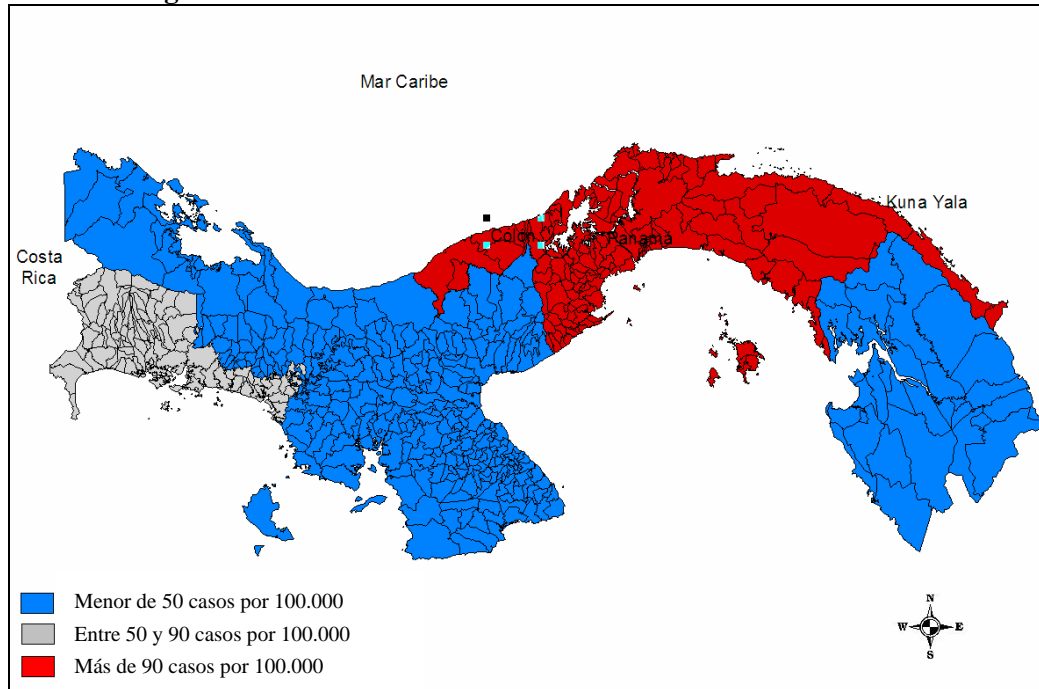 Mar Caribe
Kuna Yala
Colón
Panamá
Costa
Rica
Menor de 50 casos por 100.000
Entre 50 y 90 casos por 100.000
Más de 90 casos por 100.000
N
W E
S